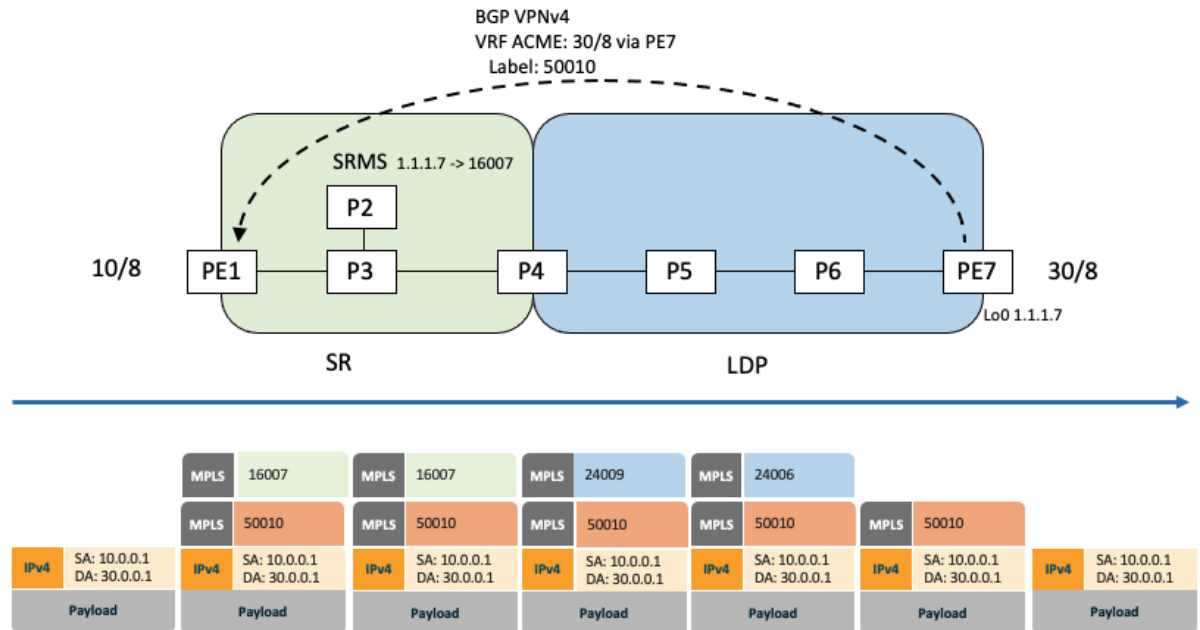 BGP VPNv4
VRF ACME: 30/8 via PE7
Label: 50010
SRMS 1.1.1.7 -> 16007
P2
10/8 PE1 P3 P4 P5 P6 PE7 30/8
Lo0 1.1.1.7
SR LDP
MPLS 16007 MPLS 16007 MPLS 24009 MPLS 24006
MPLS 50010 MPLS 50010 MPLS 50010 MPLS 50010 MPLS 50010
IPv4 SA: 10.0.0.1 IPv4 SA: 10.0.0.1 IPv4 SA: 10.0.0.1 IPv4 SA: 10.0.0.1 IPv4 SA: 10.0.0.1 IPv4 SA: 10.0.0.1 IPv4 SA: 10.0.0.1
DA: 30.0.0.1 DA: 30.0.0.1 DA: 30.0.0.1 DA: 30.0.0.1 DA: 30.0.0.1 DA: 30.0.0.1 DA: 30.0.0.1
Payload Payload Payload Payload Payload Payload Payload